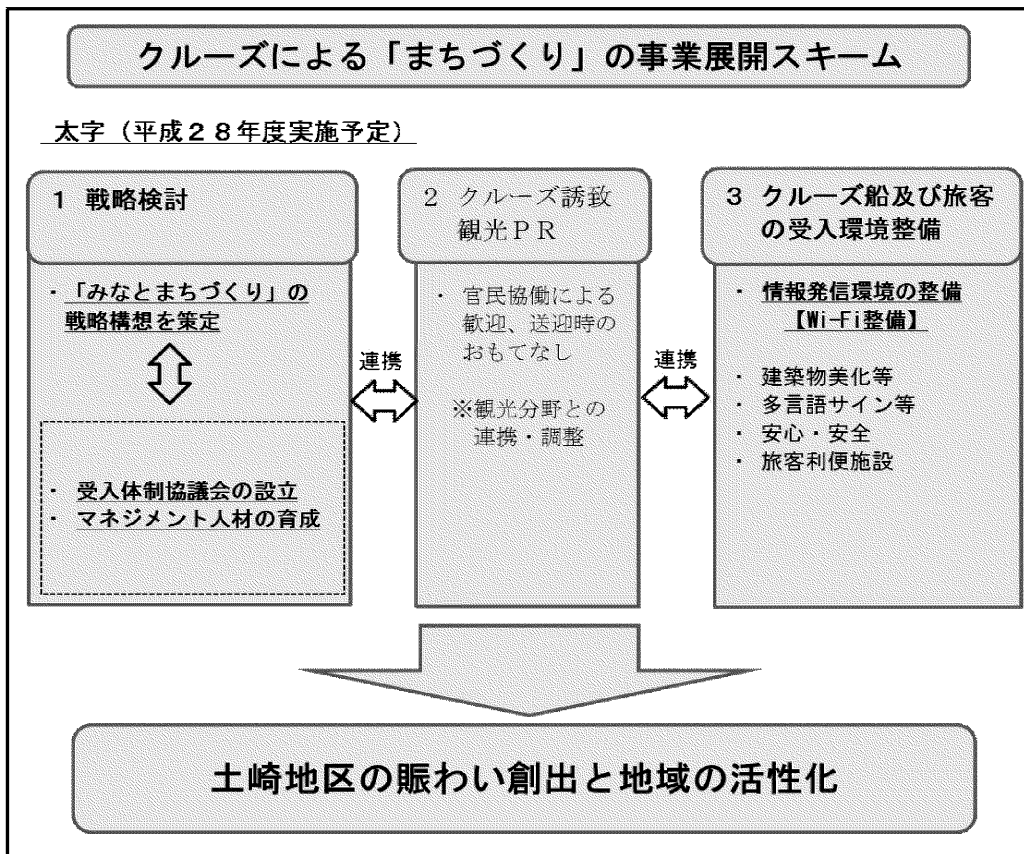 クルーズによる「まちづくり」の事業展開スキーム
太字（平成２８年度実施予定）
１ 戦略検討
・ 「みなとまちづくり」の
戦略構想を策定
・ 受入体制協議会の設立
・ マネジメント人材の育成
連携
２ クルーズ誘致
観光ＰＲ
・ 官民協働による
歓迎、送迎時の
おもてなし
※観光分野との
連携・調整
連携
３ クルーズ船及び旅客
の受入環境整備
・ 情報発信環境の整備
【Wi-Fi整備】
・ 建築物美化等
・ 多言語サイン等
・ 安心・安全
・ 旅客利便施設
土崎地区の賑わい創出と地域の活性化